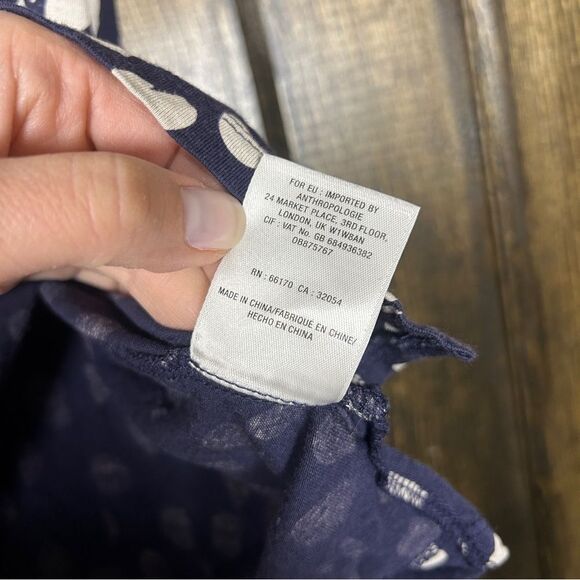 FOR EU : IMPORTED BY
ANTHROPOLOGIE
24 MARKET PLACE, 3RD FLOOR,
LONDON, UK W1W8AN
CIF : VAT No. GB 684936382
OB875767
RN : 66170 CA : 32054
MADE IN CHINA/FABRIQUE EN CHINE/
HECHO EN CHINA